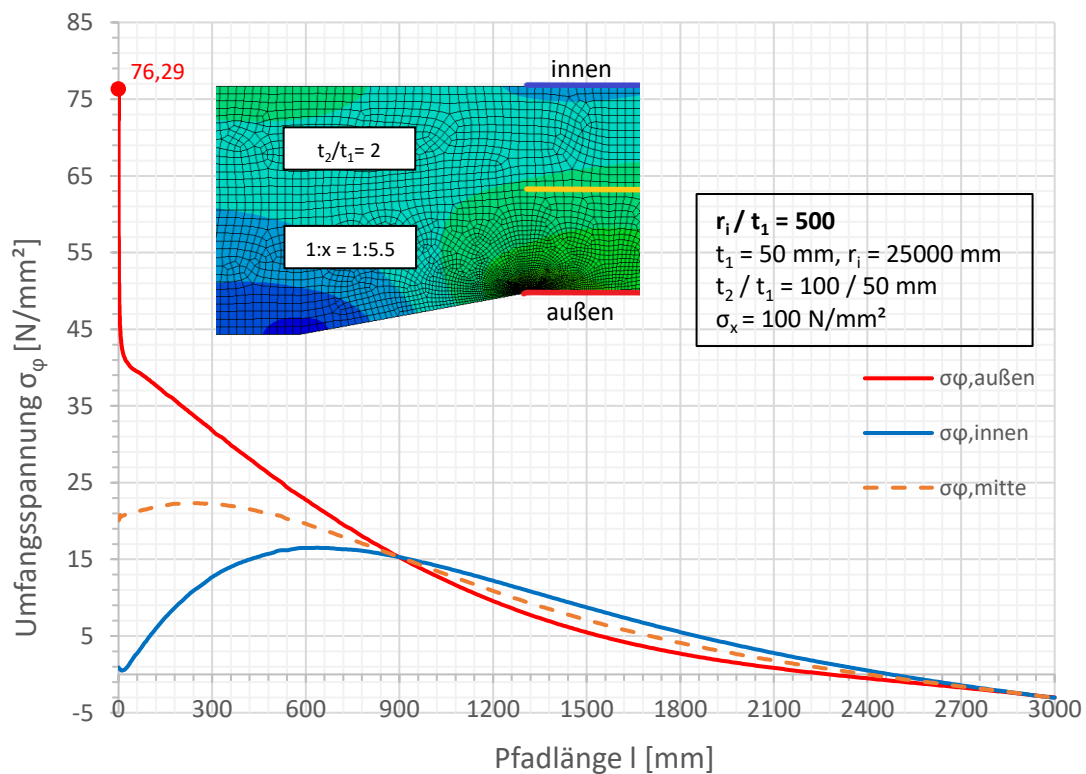 Umfangsspannung σφ [N/mm²]
85
75
65
55
45
35
25
15
5
-5
76,29
innen
t2/t1= 2
1:x = 1:5.5
außen
ri / t1 = 500
t1 = 50 mm, ri = 25000 mm
t2 / t1 = 100 / 50 mm
σx = 100 N/mm²
σφ,außen
σφ,innen
σφ,mitte
0 300 600 900 1200 1500 1800 2100 2400 2700 3000
Pfadlänge l [mm]